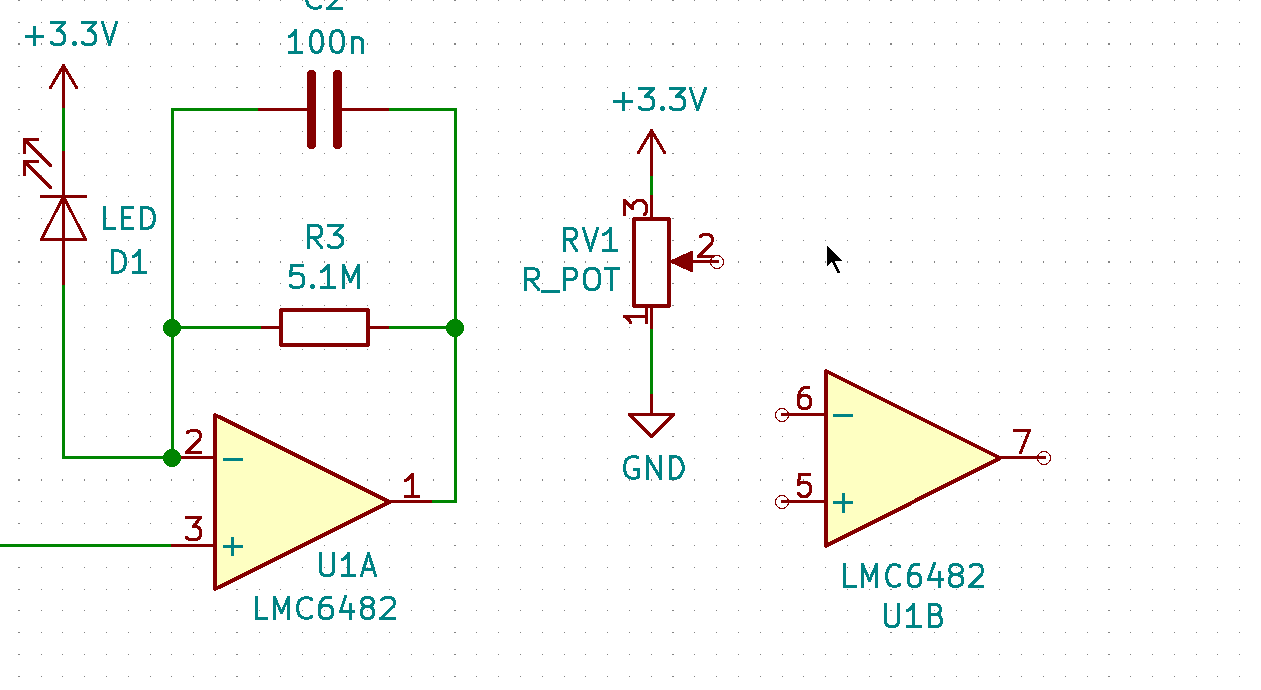 C2
100n
+3.3V
LED
D1
R3
5.1M
2
3
1
U1A
LMC6482
+3.3V
3
RV1
2
R_POT
1
GND
6
7
5
LMC6482
U1B